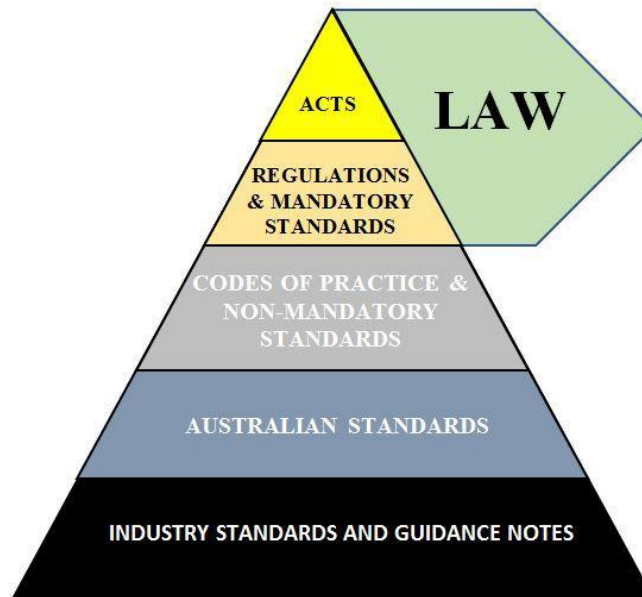 ACTS
LAW
REGULATIONS
& MANDATORY
STANDARDS
CODES OF PRACTICE &
NON-MANDATORY
STANDARDS
AUSTRALIAN STANDARDS
INDUSTRY STANDARDS AND GUIDANCE NOTES